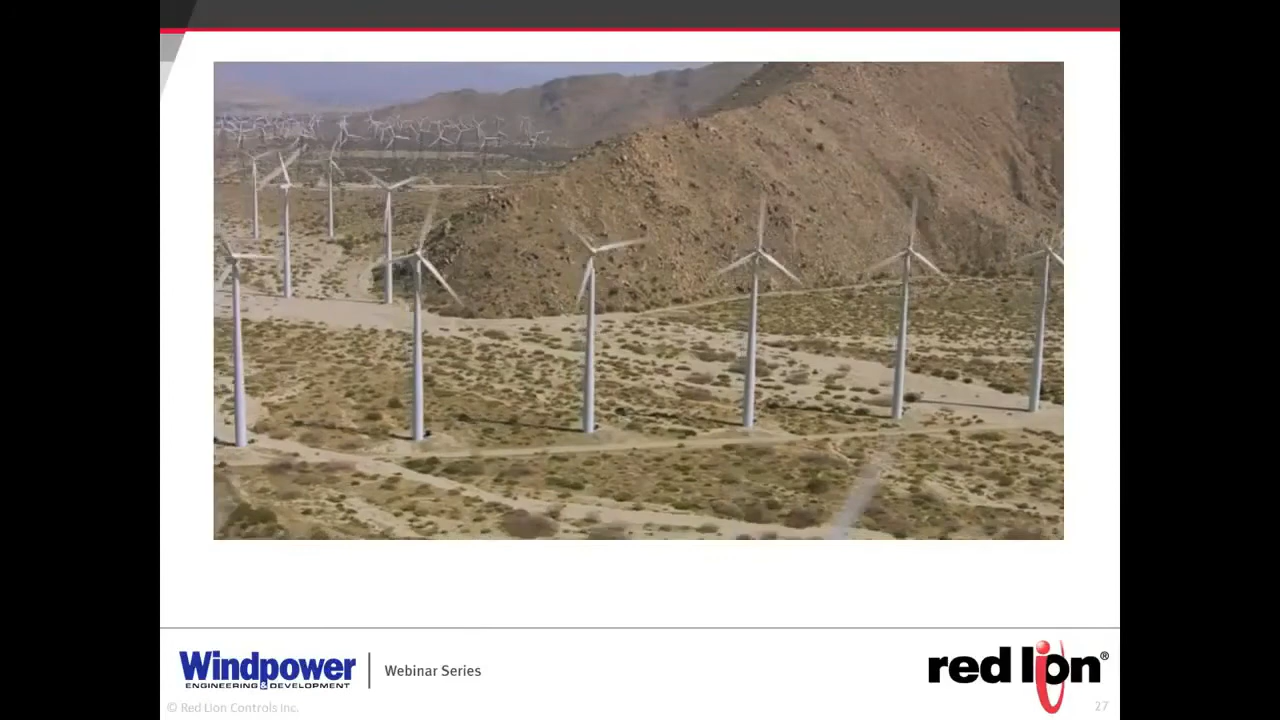 Windpower
ENGINEERING & DEVELOPMENT
Webinar Series
red lion®
© Red Lion Controls Inc.
27